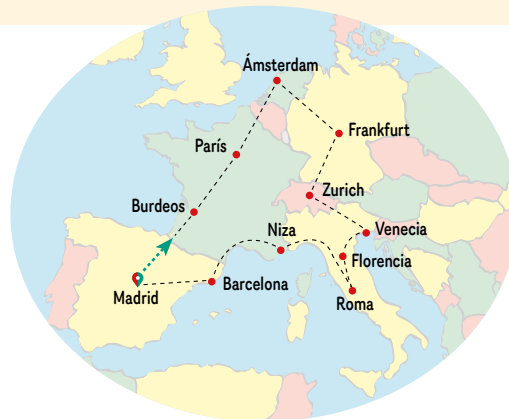 Ámsterdam
Frankfurt
París
Zurich
Burdeos
Venecia
Niza
Florencia
Madrid
Barcelona
Roma